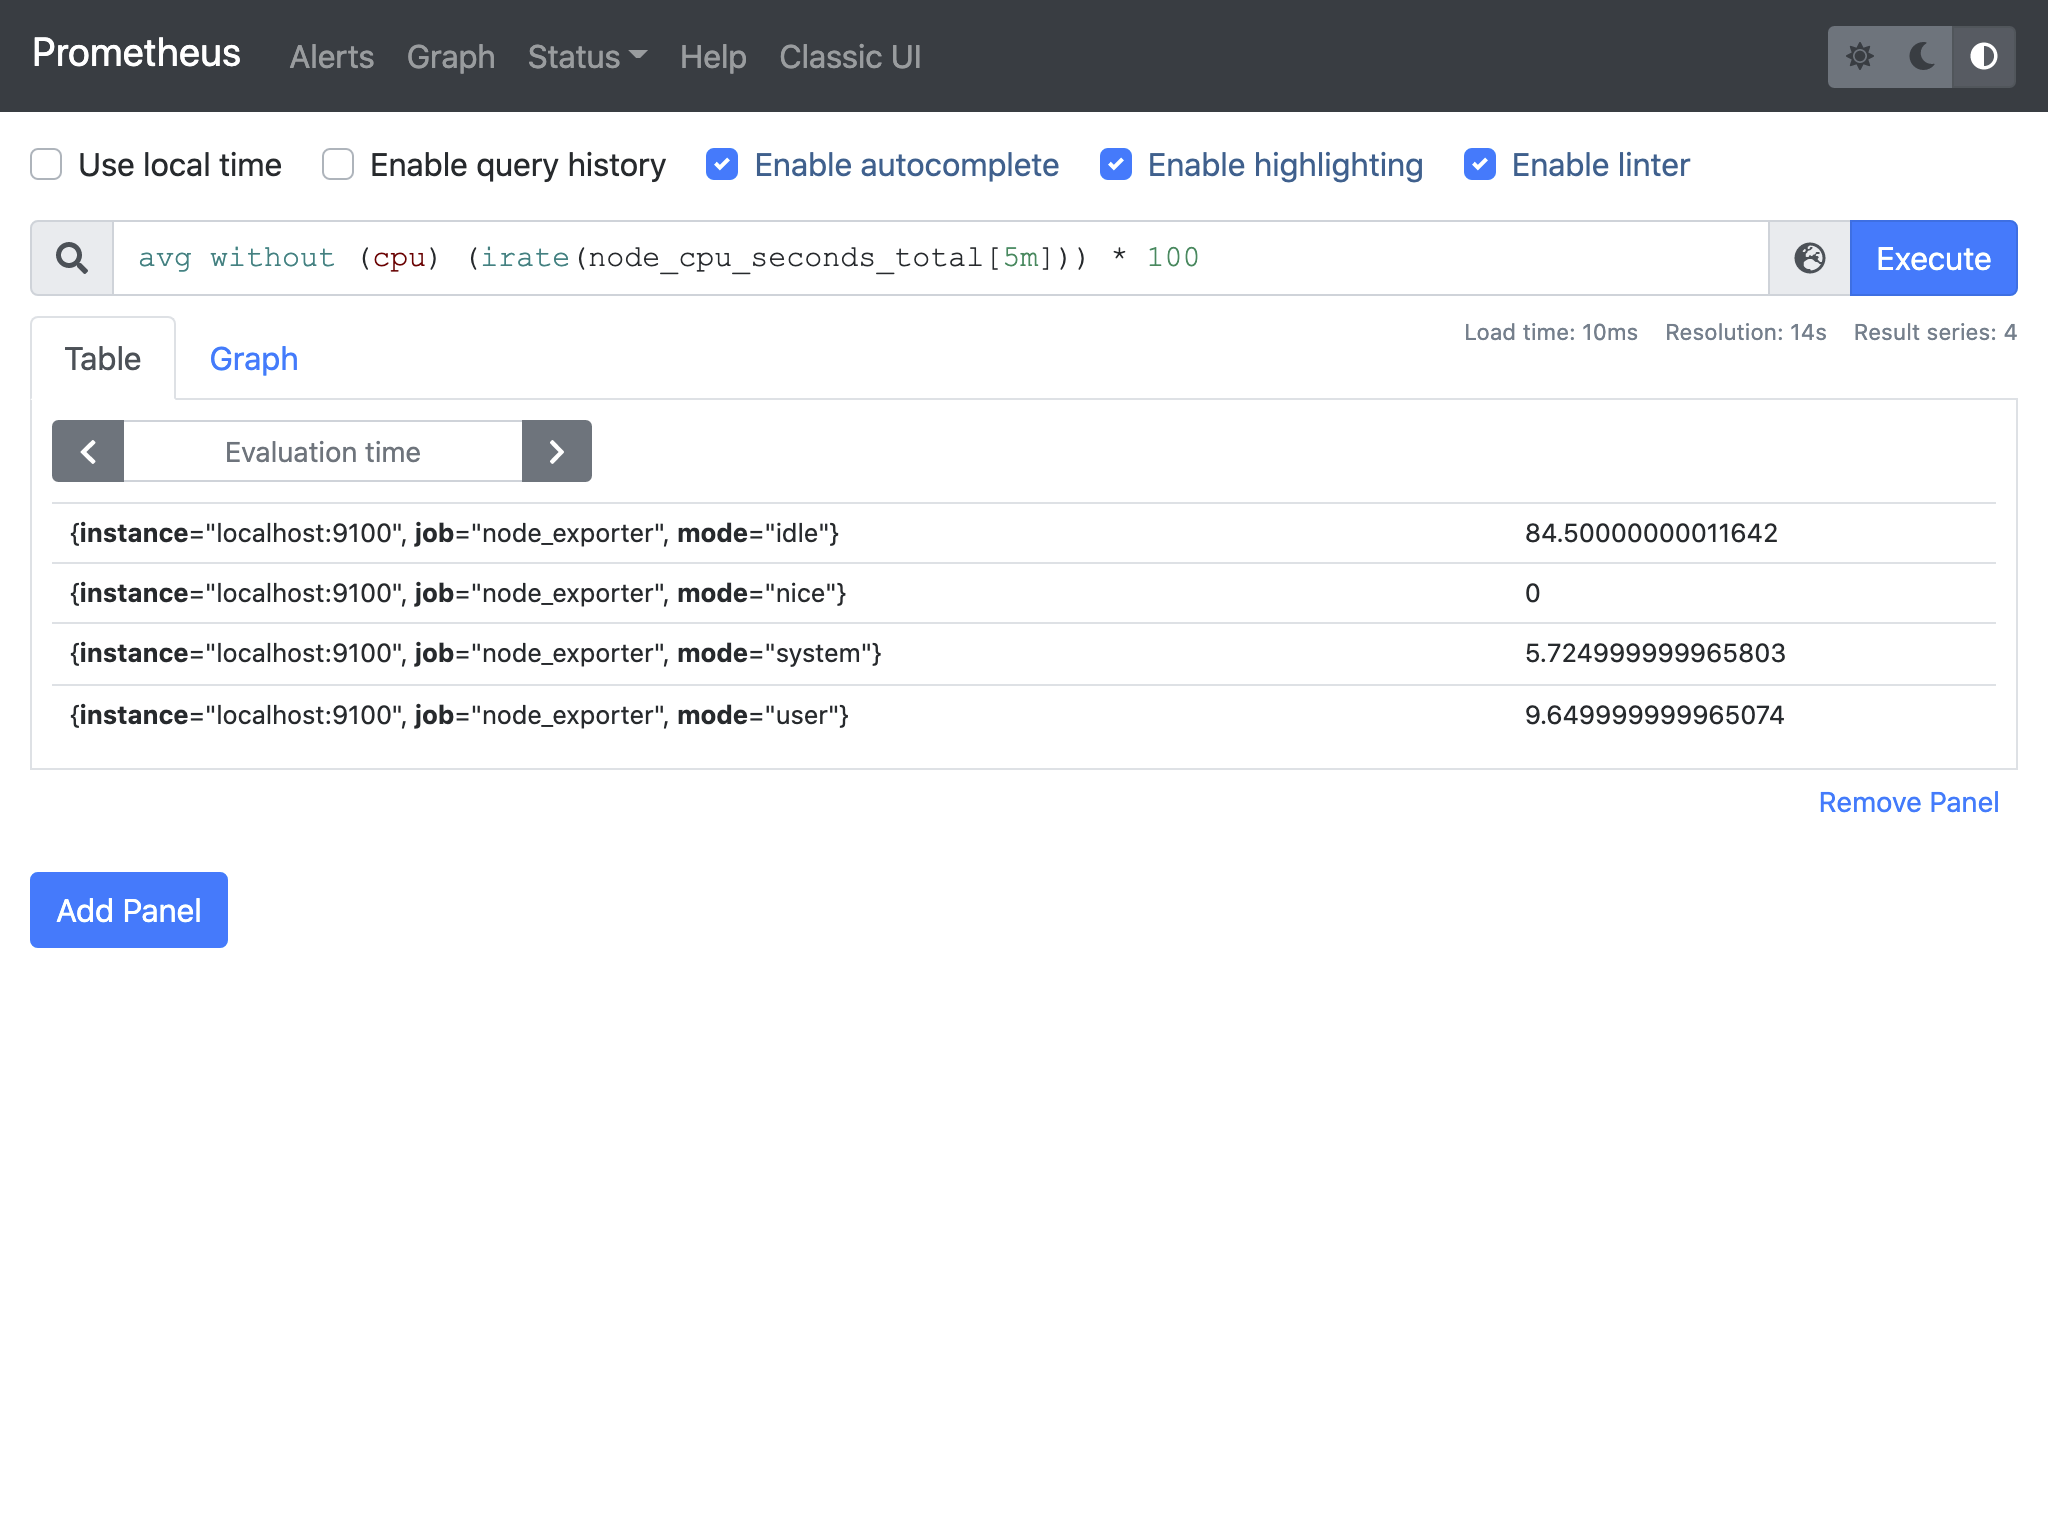 Prometheus Alerts Graph Status Help Classic UI
Use local time Enable query history Enable autocomplete Enable highlighting Enable linter
avg without (cpu) (irate(node_cpu_seconds_total[5m])) * 100 Execute
Load time: 10ms Resolution: 14s Result series: 4
Table Graph
Evaluation time
{instance="localhost:9100", job="node_exporter", mode="idle"} 84.50000000011642
{instance="localhost:9100", job="node_exporter", mode="nice"} 0
{instance="localhost:9100", job="node_exporter", mode="system"} 5.724999999965803
{instance="localhost:9100", job="node_exporter", mode="user"} 9.649999999965074
Remove Panel
Add Panel